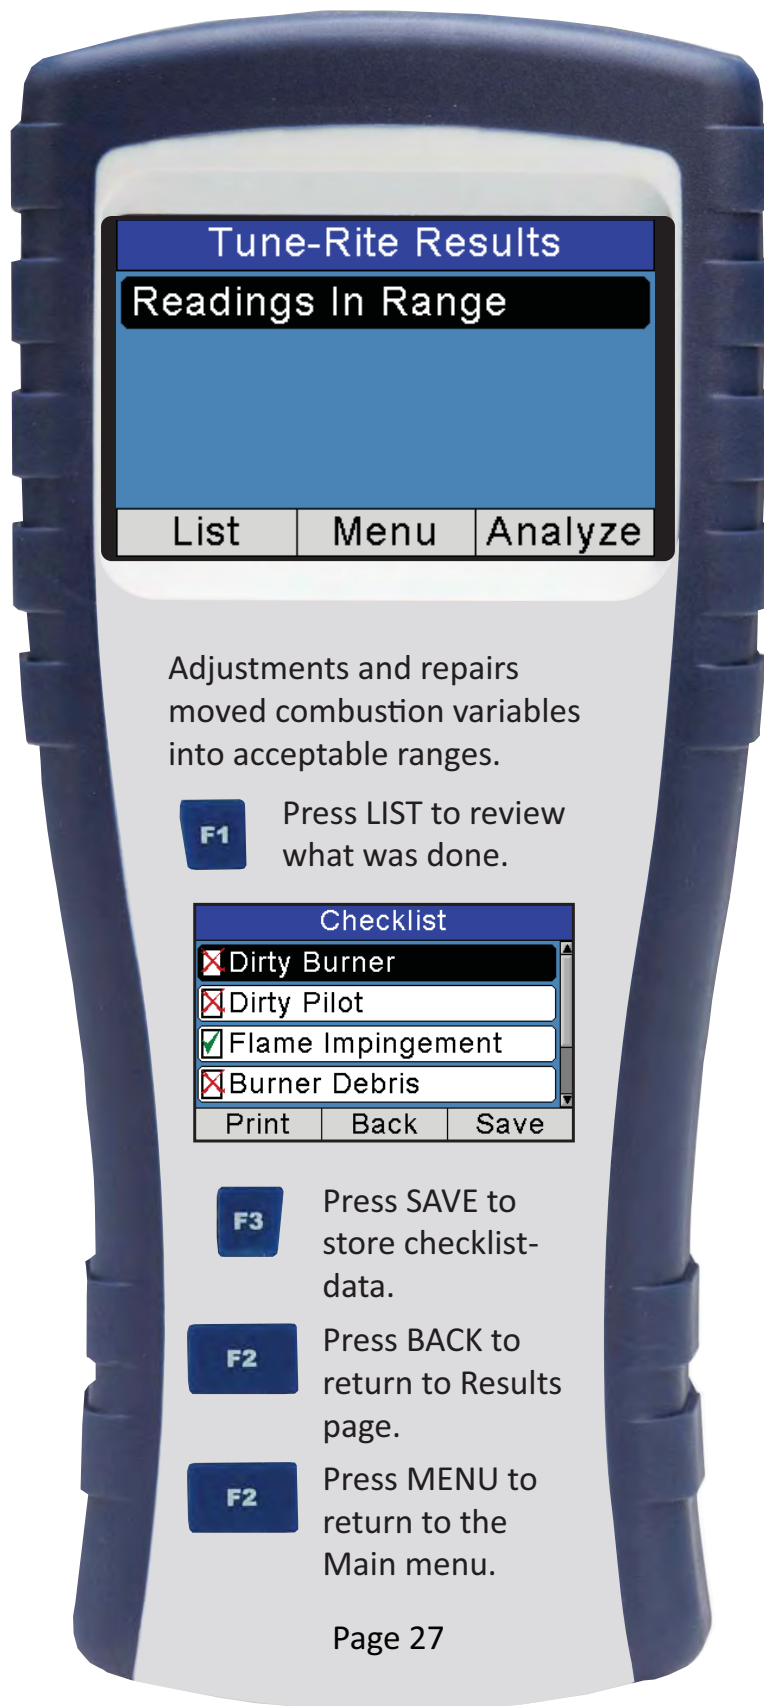 Tune-Rite Results
Readings In Range
List Menu Analyze
Adjustments and repairs
moved combustion variables
into acceptable ranges.
F1
Press LIST to review
what was done.
Checklist
Dirty Burner
Dirty Pilot
Flame Impingement
Burner Debris
Print Back Save
F3
Press SAVE to
store checklist-
data.
F2
Press BACK to
return to Results
page.
F2
Press MENU to
return to the
Main menu.
Page 27